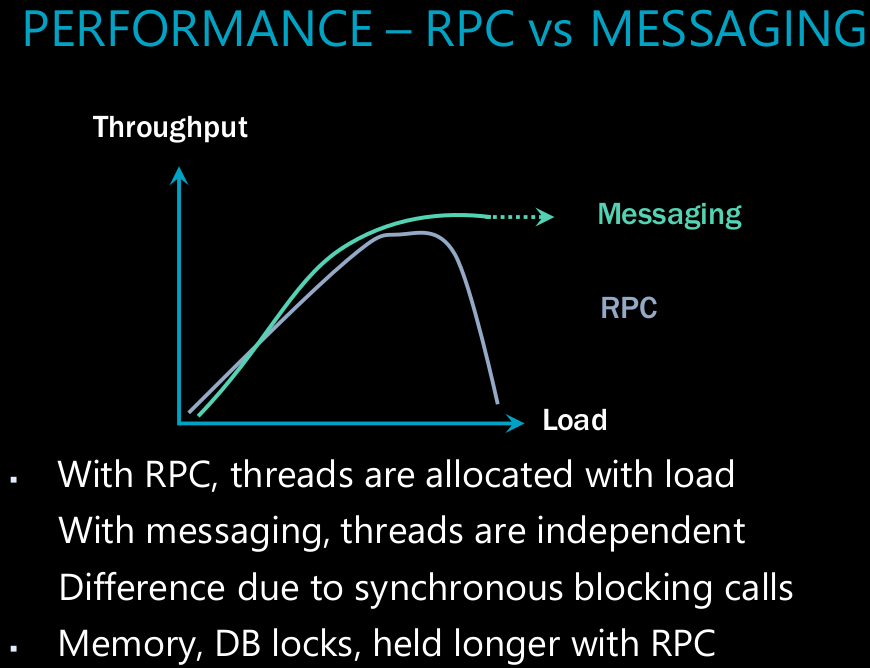 PERFORMANCE – RPC vs MESSAGING
Throughput
Messaging
RPC
Load
▪ With RPC, threads are allocated with load
With messaging, threads are independent
Difference due to synchronous blocking calls
▪ Memory, DB locks, held longer with RPC